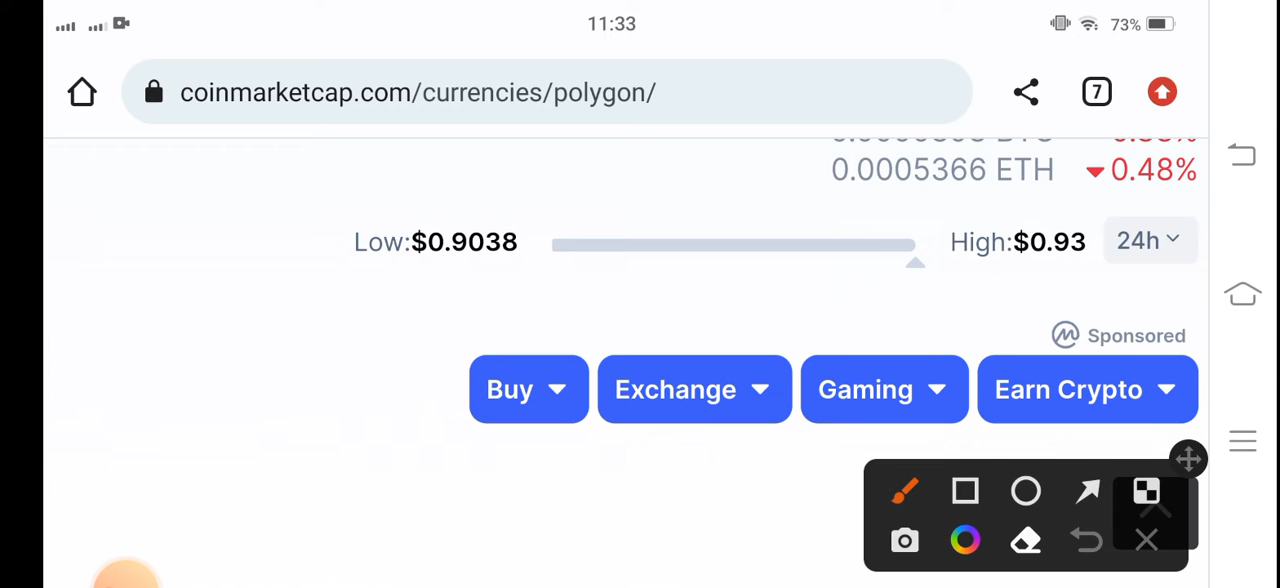 11:33
73%
coinmarketcap.com/currencies/polygon/
7
0.0005366 ETH 0.48%
Low:$0.9038 High:$0.93 24h
Sponsored
Buy Exchange Gaming Earn Crypto